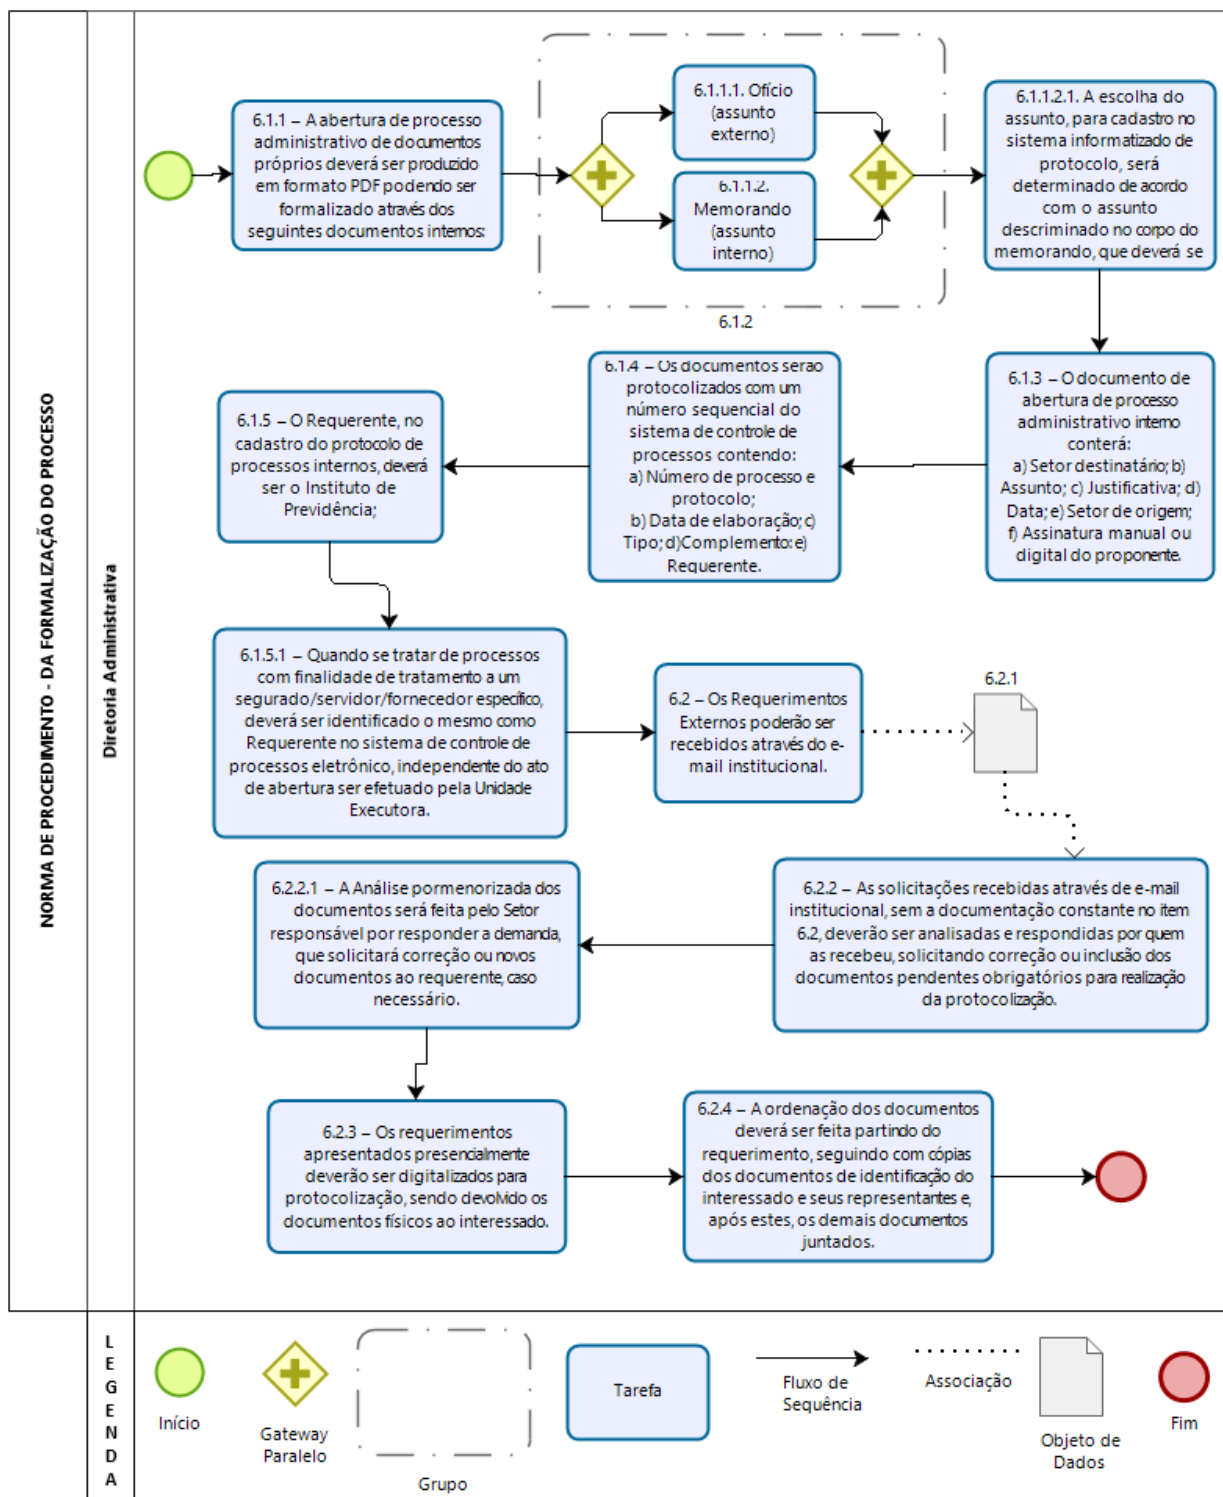 NORMA DE PROCEDIMENTO - DA FORMALIZAÇÃO DO PROCESSO
Diretoria Administrativa
6.1.1 – A abertura de processo
administrativo de documentos
próprios deverá ser produzido
em formato PDF podendo ser
formalizado através dos
seguintes documentos internos:
6.1.1.1. Ofício
(assunto
externo)
6.1.1.2.
Memorando
(assunto
interno)
6.1.2
6.1.1.2.1. A escolha do
assunto, para cadastro no
sistema informatizado de
protocolo, será
determinado de acordo
com o assunto
descriminado no corpo do
memorando, que deverá se
6.1.3 – O documento de
abertura de processo
administrativo interno
conterá:
a) Setor destinatário; b)
Assunto; c) Justificativa; d)
Data; e) Setor de origem;
f) Assinatura manual ou
digital do proponente.
6.1.4 – Os documentos serão
protocolizados com um
número sequencial do
sistema de controle de
processos contendo:
a) Número de processo e
protocolo;
b) Data de elaboração; c)
Tipo; d)Complemento: e)
Requerente.
6.1.5 – O Requerente, no
cadastro do protocolo de
processos internos, deverá
ser o Instituto de
Previdência;
6.1.5.1 – Quando se tratar de processos
com finalidade de tratamento a um
segurado/servidor/fornecedor específico,
deverá ser identificado o mesmo como
Requerente no sistema de controle de
processos eletrônico, independente do ato
de abertura ser efetuado pela Unidade
Executora.
6.2 – Os Requerimentos
Externos poderão ser
recebidos através do e-
mail institucional.
6.2.1
6.2.2 – As solicitações recebidas através de e-mail
institucional, sem a documentação constante no item
6.2, deverão ser analisadas e respondidas por quem
as recebeu, solicitando correção ou inclusão dos
documentos pendentes obrigatórios para realização
da protocolização.
6.2.2.1 – A Análise pormenorizada dos
documentos será feita pelo Setor
responsável por responder a demanda,
que solicitará correção ou novos
documentos ao requerente, caso
necessário.
6.2.3 – Os requerimentos
apresentados presencialmente
deverão ser digitalizados para
protocolização, sendo devolvido os
documentos físicos ao interessado.
6.2.4 – A ordenação dos documentos
deverá ser feita partindo do
requerimento, seguindo com cópias
dos documentos de identificação do
interessado e seus representantes e,
após estes, os demais documentos
juntados.
LEGENDA
Início
Gateway
Paralelo
Grupo
Tarefa
Fluxo de
Sequência
Associação
Objeto de
Dados
Fim